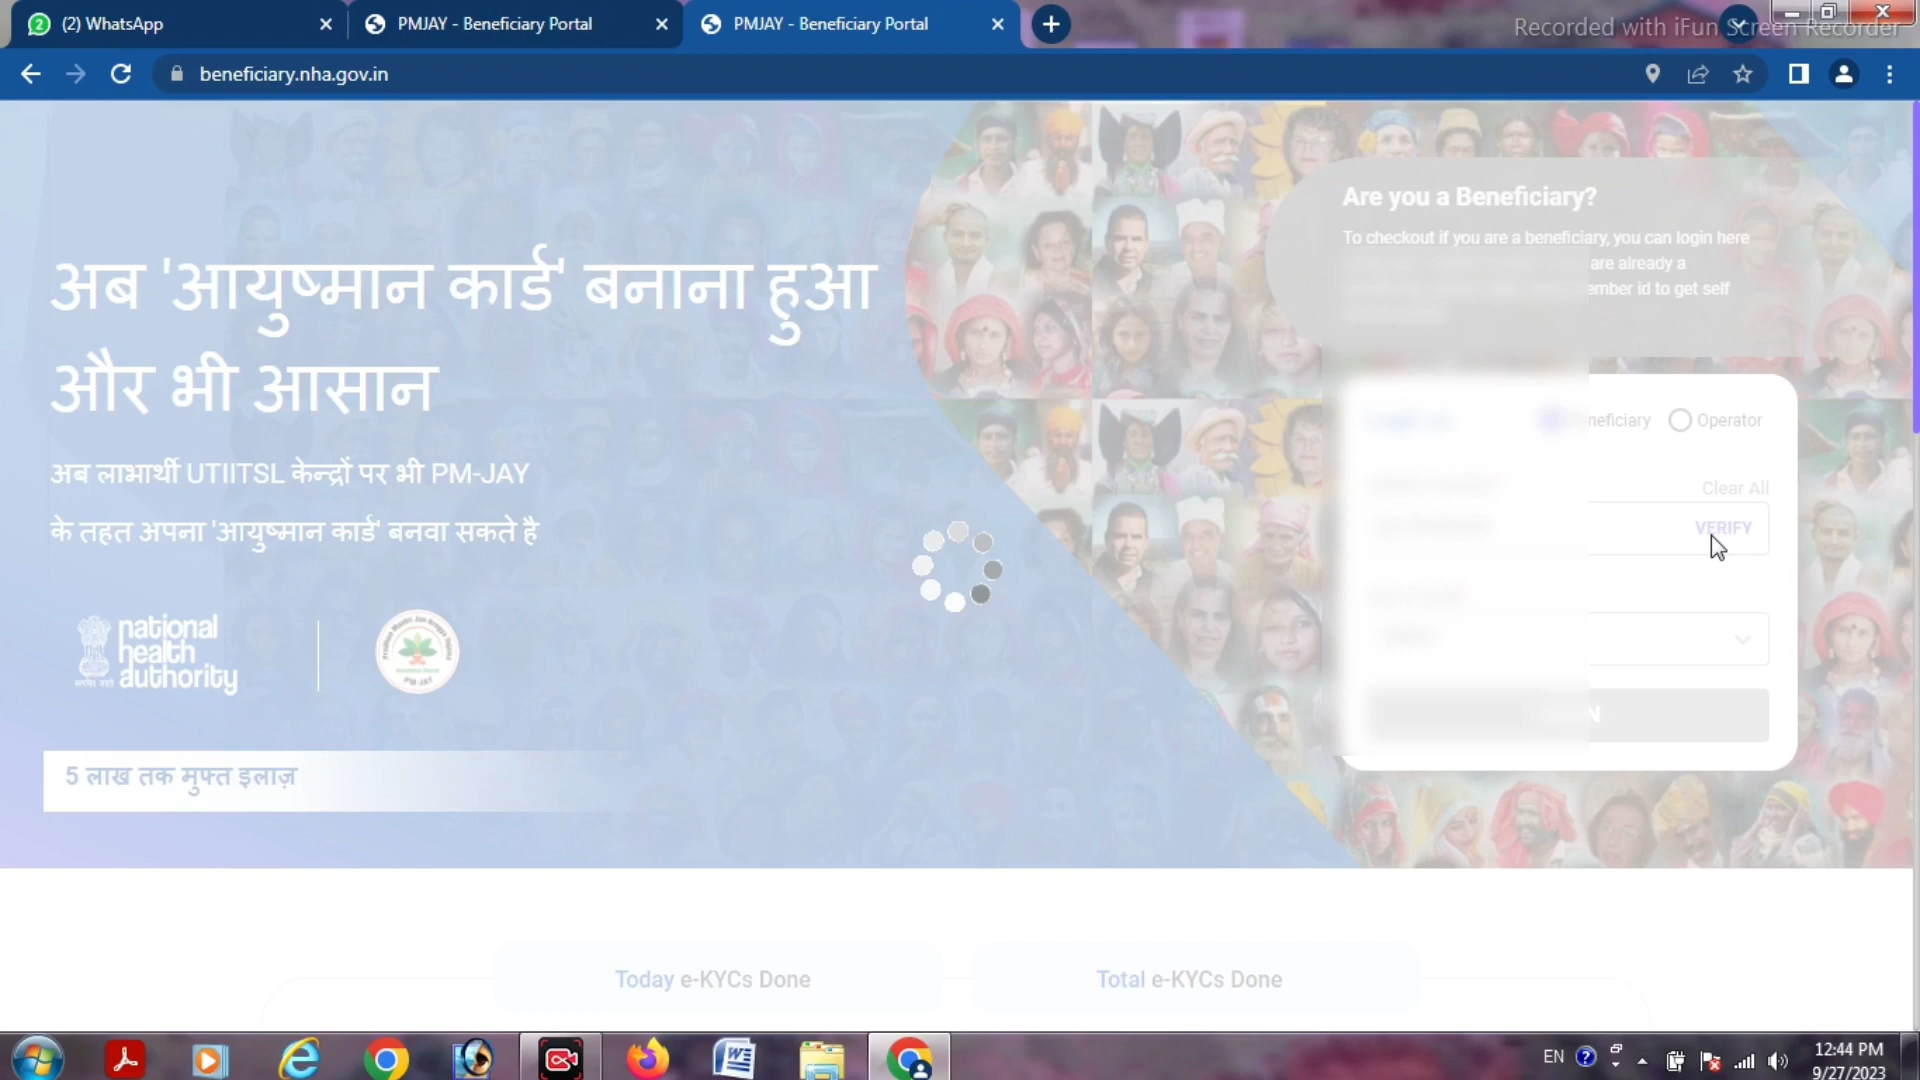 (2) WhatsApp
PMJAY - Beneficiary Portal
PMJAY - Beneficiary Portal
Recorded with iFun Screen Recorder
beneficiary.nha.gov.in
Are you a Beneficiary?
To checkout if you are a beneficiary, you can login here
are already a
ember id to get self
अब 'आयुष्मान कार्ड' बनाना हुआ
और भी आसान
अब लाभार्थी UTIITSL केन्द्रों पर भी PM-JAY
के तहत अपना 'आयुष्मान कार्ड' बनवा सकते है
neficiary
Operator
Clear All
VERIFY
N
national
health
authority
PM-JAY
5 लाख तक मुफ्त इलाज़
Today e-KYCs Done
Total e-KYCs Done
EN
12:44 PM
9/27/2023